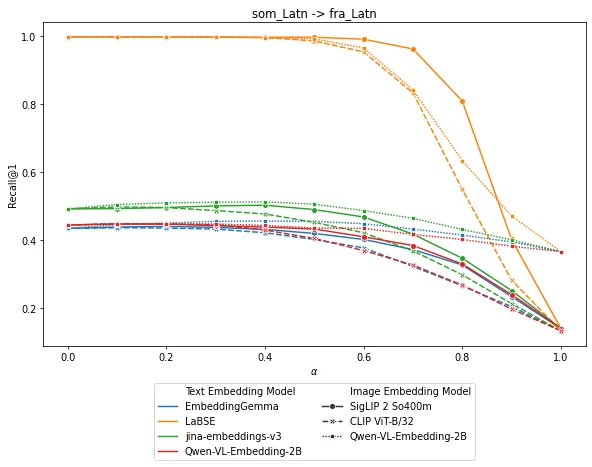 som_Latn -> fra_Latn
Recall@1
1.0
0.8
0.6
0.4
0.2
0.0 0.2 0.4 0.6 0.8 1.0
α
Text Embedding Model Image Embedding Model
EmbeddingGemma SigLIP 2 So400m
LaBSE CLIP ViT-B/32
jina-embeddings-v3 Qwen-VL-Embedding-2B
Qwen-VL-Embedding-2B